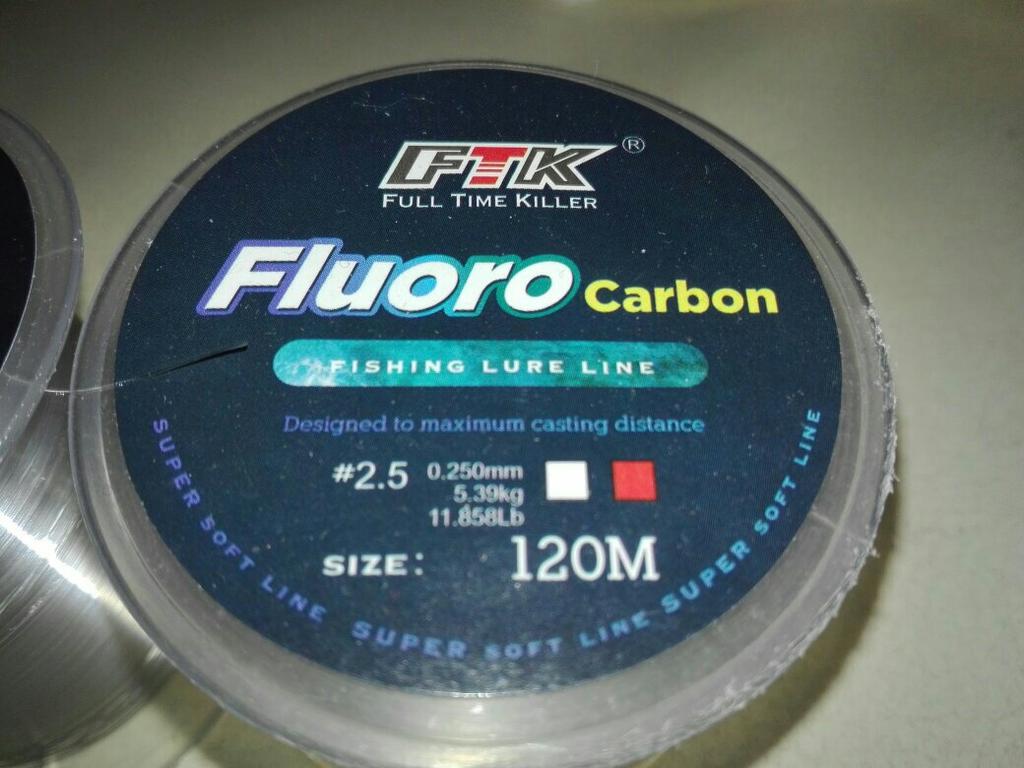 FTK®
FULL TIME KILLER
Fluoro Carbon
FISHING LURE LINE
Designed to maximum casting distance
#2.5 0.250mm
5.39kg
11.858Lb
SIZE: 120M
SUPER SOFT LINE SUPER SOFT LINE SUPER SOFT LINE